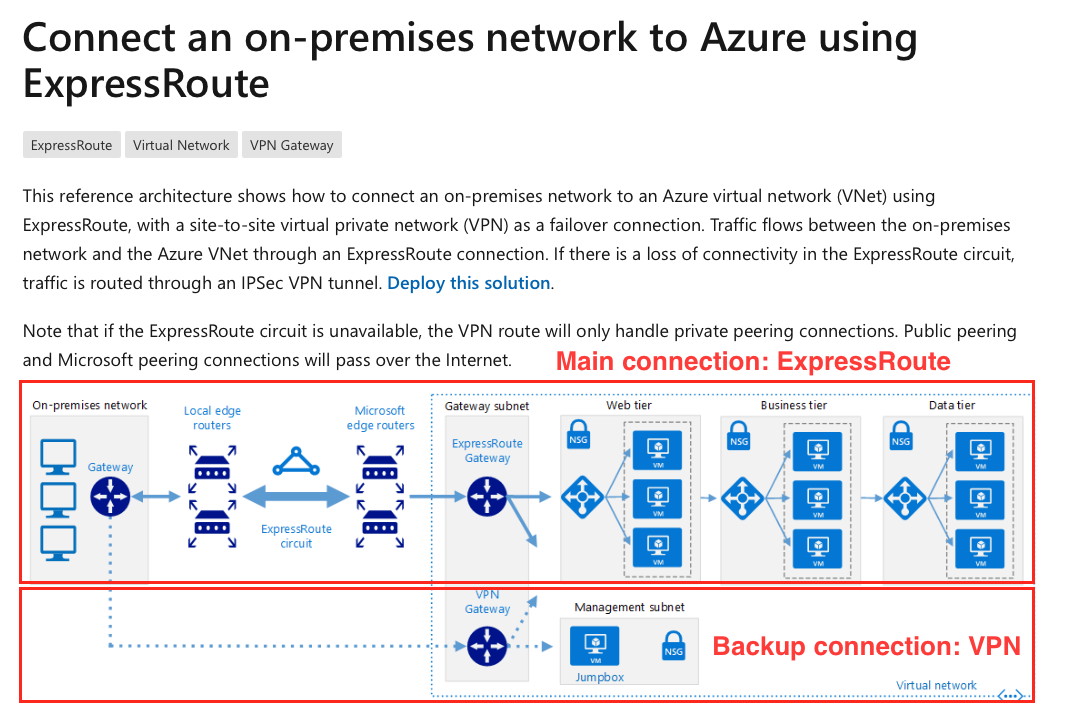 Connect an on-premises network to Azure using
ExpressRoute
ExpressRoute
Virtual Network
VPN Gateway
This reference architecture shows how to connect an on-premises network to an Azure virtual network (VNet) using
ExpressRoute, with a site-to-site virtual private network (VPN) as a failover connection. Traffic flows between the on-premises
network and the Azure VNet through an ExpressRoute connection. If there is a loss of connectivity in the ExpressRoute circuit,
traffic is routed through an IPSec VPN tunnel. Deploy this solution.
Note that if the ExpressRoute circuit is unavailable, the VPN route will only handle private peering connections. Public peering
and Microsoft peering connections will pass over the Internet.
Main connection: ExpressRoute
On-premises network
Gateway
Local edge
routers
ExpressRoute
circuit
Microsoft
edge routers
Gateway subnet
ExpressRoute
Gateway
Web tier
NSG
VM
VM
VM
Business tier
NSG
VM
VM
VM
Data tier
NSG
VM
VM
VM
VPN
Gateway
Management subnet
VM
NSG
Jumpbox
Backup connection: VPN
Virtual network